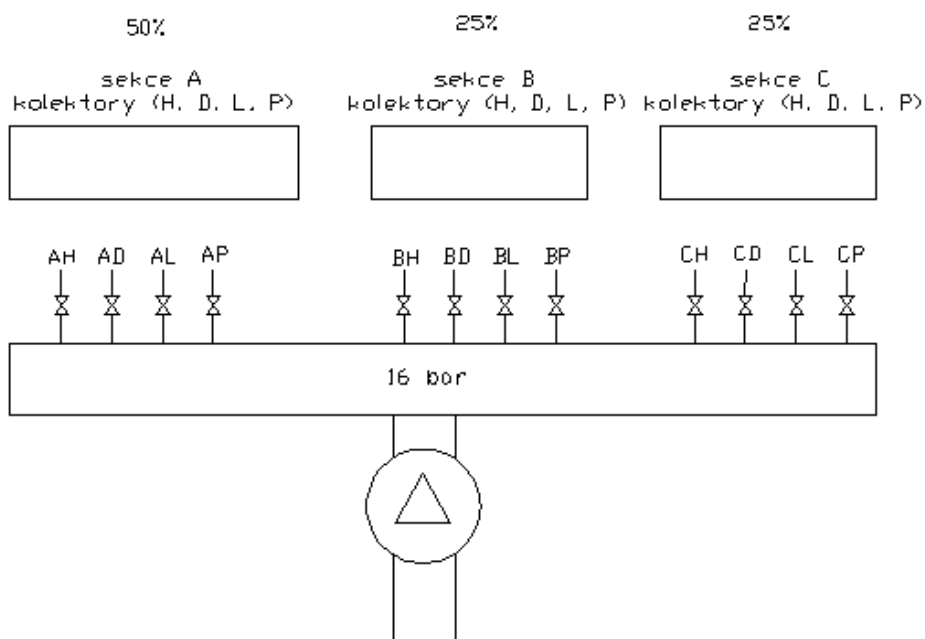 50%
25%
25%
sekce A
sekce B
sekce C
kolektory (H. D. L. P)
kolektory (H, D, L, P)
kolektory (H. D. L. P)
AH AD AL AP
BH BD BL BP
CH CD CL CP
16 bar